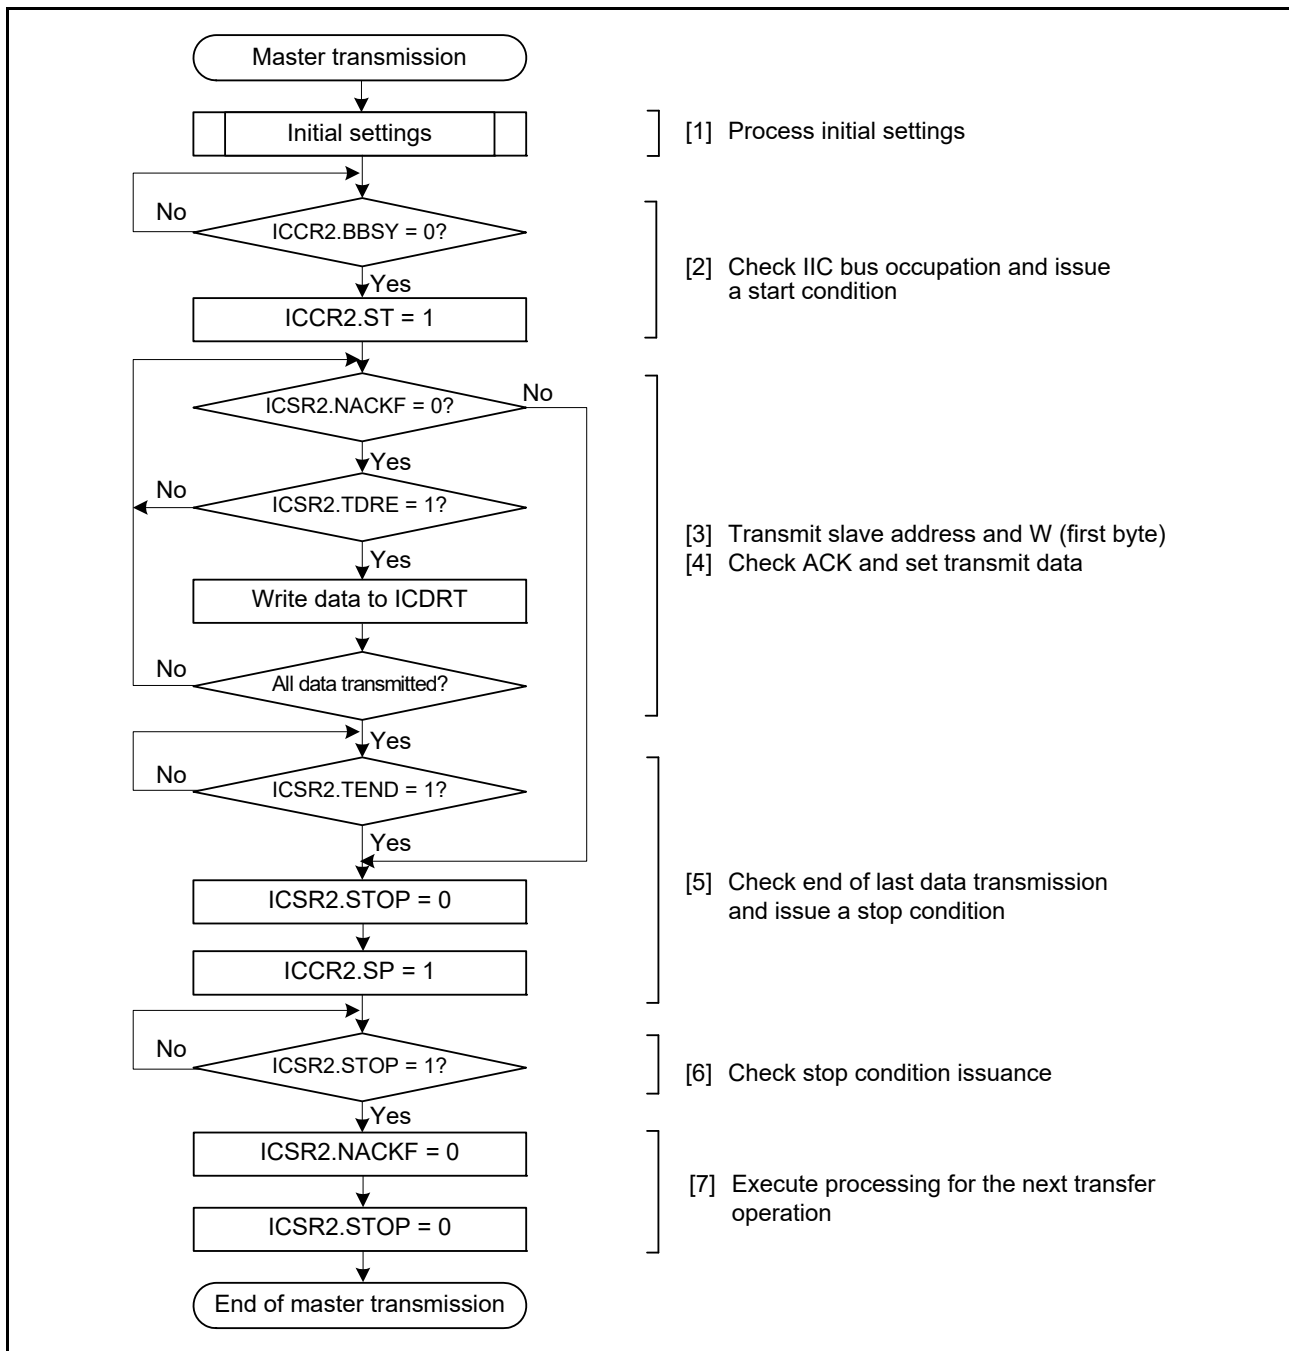 Master transmission
Initial settings
[1] Process initial settings
No
ICCR2.BBSY = 0?
Yes
[2] Check IIC bus occupation and issue
a start condition
ICCR2.ST = 1
ICSR2.NACKF = 0?
No
Yes
No
ICSR2.TDRE = 1?
Yes
[3] Transmit slave address and W (first byte)
[4] Check ACK and set transmit data
Write data to ICDRT
No
All data transmitted?
Yes
No
ICSR2.TEND = 1?
Yes
ICSR2.STOP = 0
[5] Check end of last data transmission
and issue a stop condition
ICCR2.SP = 1
No
ICSR2.STOP = 1?
[6] Check stop condition issuance
Yes
ICSR2.NACKF = 0
[7] Execute processing for the next transfer
operation
ICSR2.STOP = 0
End of master transmission